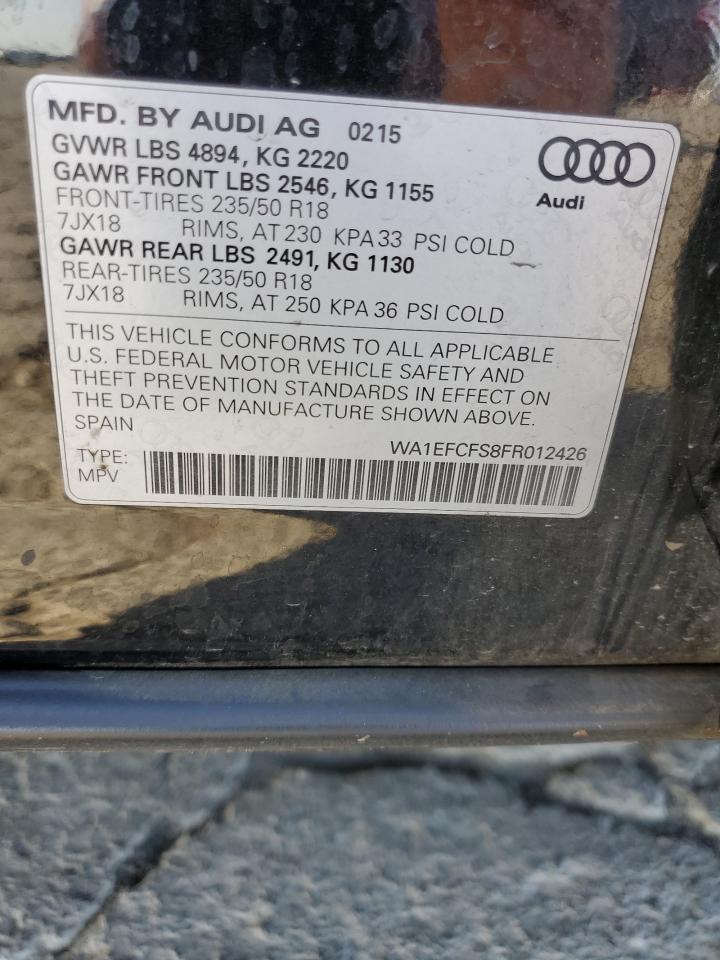 MFD. BY AUDI AG 0215
GVWR LBS 4894, KG 2220
GAWR FRONT LBS 2546, KG 1155
FRONT-TIRES 235/50 R18
7JX18 RIMS, AT 230 KPA 33 PSI COLD
GAWR REAR LBS 2491, KG 1130
REAR-TIRES 235/50 R18
7JX18 RIMS, AT 250 KPA 36 PSI COLD
Audi
THIS VEHICLE CONFORMS TO ALL APPLICABLE
U.S. FEDERAL MOTOR VEHICLE SAFETY AND
THEFT PREVENTION STANDARDS IN EFFECT ON
THE DATE OF MANUFACTURE SHOWN ABOVE.
SPAIN
WA1EFCFS8FR012426
TYPE:
MPV